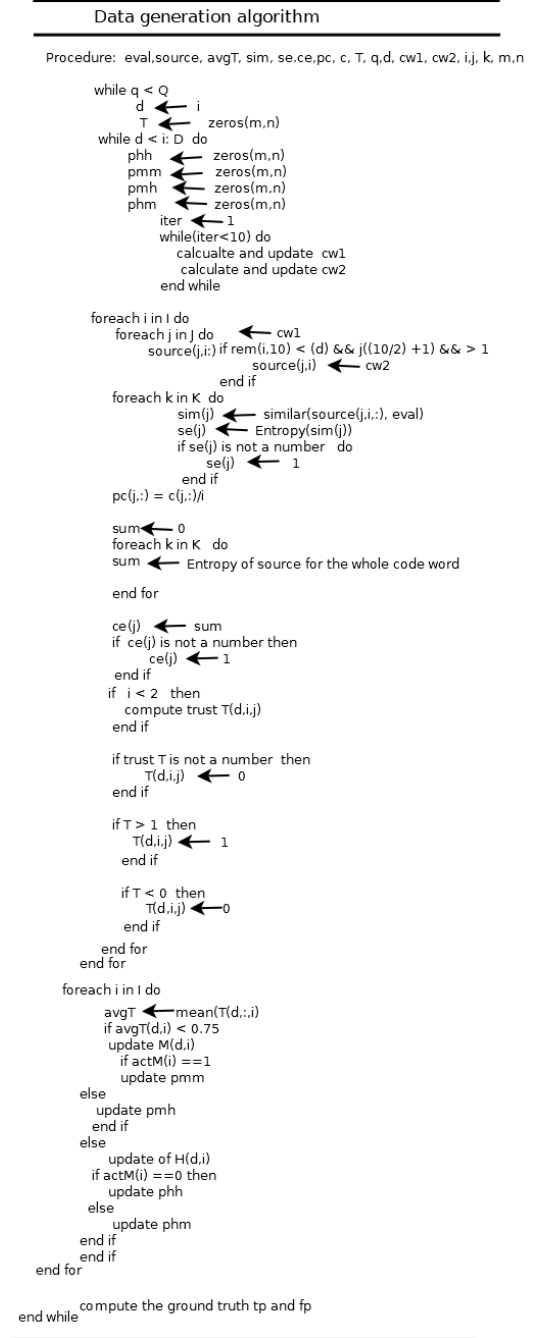 Data generation algorithm
Procedure: eval,source, avgT, sim, se.ce,pc, c, T, q,d, cw1, cw2, i,j, k, m,n
while q < Q
d ← i
T ← zeros(m,n)
while d < i: D do
phh ← zeros(m,n)
pmm ← zeros(m,n)
pmh ← zeros(m,n)
phm ← zeros(m,n)
iter ← 1
while(iter<10) do
calcualte and update cw1
calculate and update cw2
end while
foreach i in I do
foreach j in J do ← cw1
source(j,i:) if rem(i,10) < (d) && j((10/2) +1) && > 1
source(j,i) ← cw2
end if
foreach k in K do
sim(j) ← similar(source(j,i,:), eval)
se(j) ← Entropy(sim(j))
if se(j) is not a number do
se(j) ← 1
end if
pc(j,:) = c(j,:)/i
sum ← 0
foreach k in K do
sum ← Entropy of source for the whole code word
end for
ce(j) ← sum
if ce(j) is not a number then
ce(j) ← 1
end if
if i < 2 then
compute trust T(d,i,j)
end if
if trust T is not a number then
T(d,i,j) ← 0
end if
if T > 1 then
T(d,i,j) ← 1
end if
if T < 0 then
T(d,i,j) ← 0
end if
end for
end for
foreach i in I do
avgT ← mean(T(d,:,i)
if avgT(d,i) < 0.75
update M(d,i)
if actM(i) ==1
update pmm
else
update pmh
end if
else
update of H(d,i)
if actM(i) ==0 then
update phh
else
update phm
end if
end if
end for
compute the ground truth tp and fp
end while